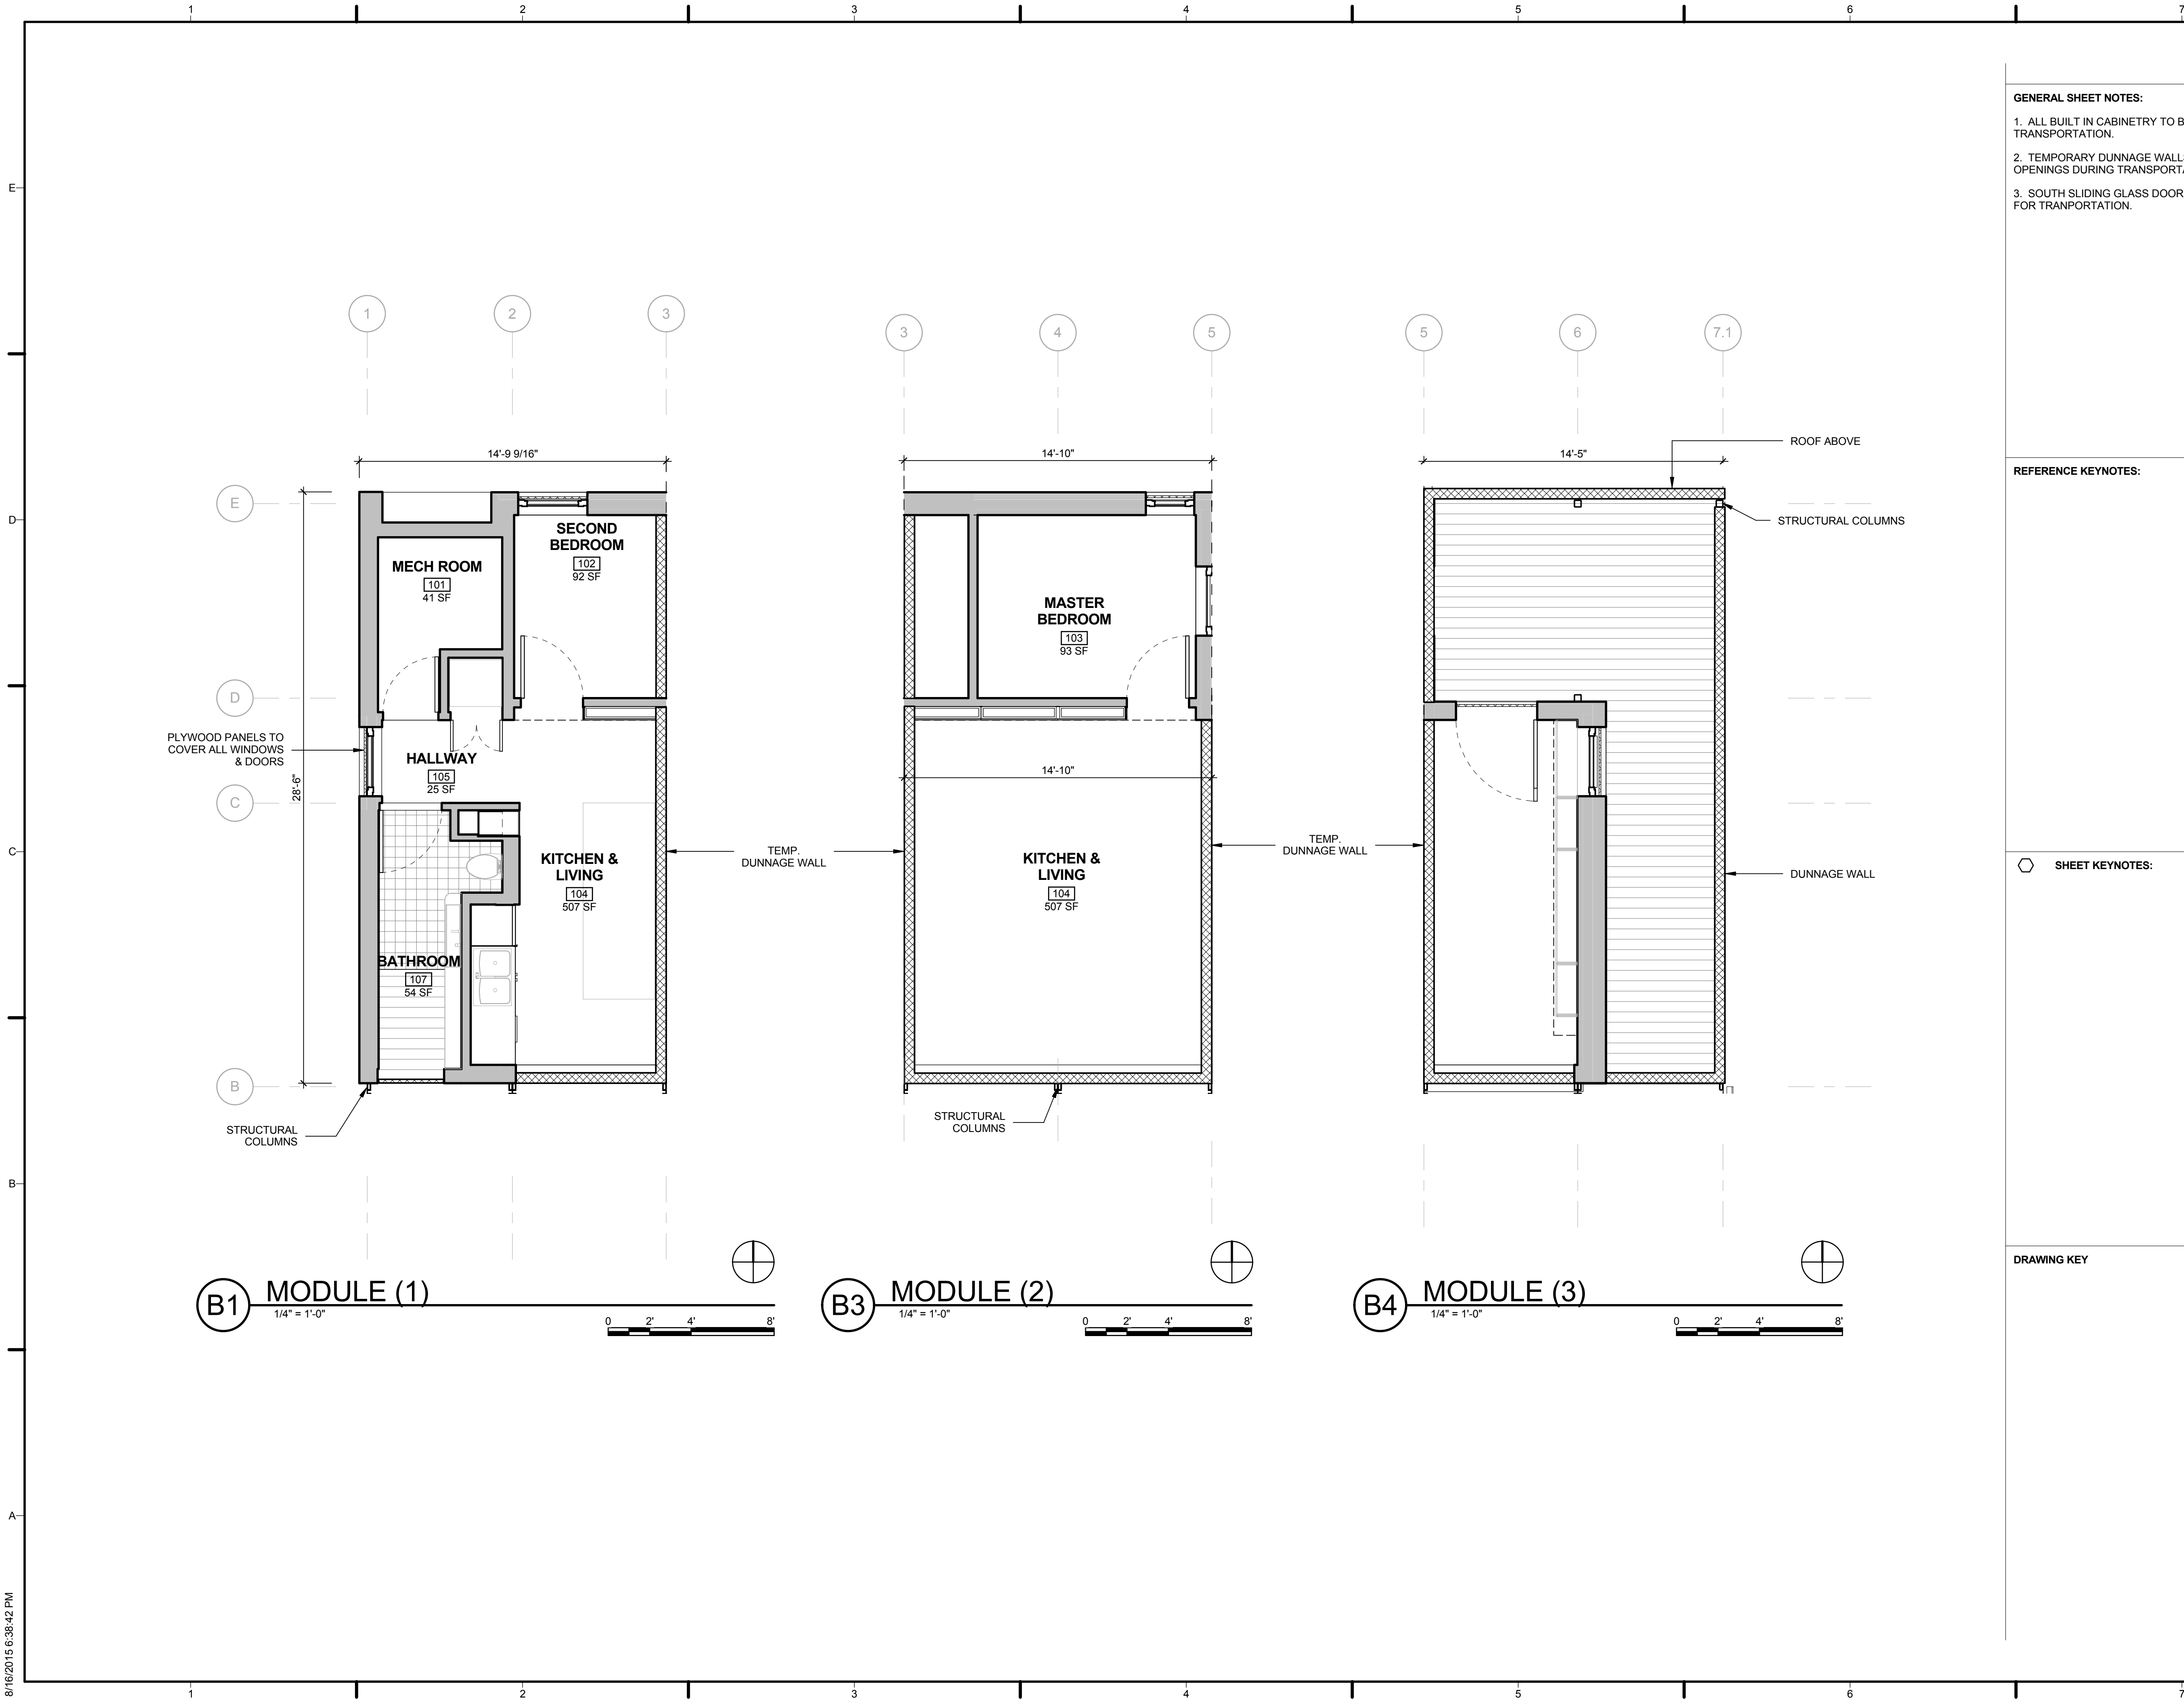 1 2 3 4 5 6 7
GENERAL SHEET NOTES:
1. ALL BUILT IN CABINETRY TO B
TRANSPORTATION.
2. TEMPORARY DUNNAGE WALL
OPENINGS DURING TRANSPORT
3. SOUTH SLIDING GLASS DOOR
FOR TRANPORTATION.
REFERENCE KEYNOTES:
SHEET KEYNOTES:
DRAWING KEY
E
D
C
B
A
1 2 3
14'-9 9/16"
E
D
C
B
28'-6"
SECOND
BEDROOM
102
92 SF
MECH ROOM
101
41 SF
PLYWOOD PANELS TO
COVER ALL WINDOWS
& DOORS
HALLWAY
105
25 SF
KITCHEN &
LIVING
104
507 SF
BATHROOM
107
54 SF
STRUCTURAL
COLUMNS
TEMP.
DUNNAGE WALL
B1
MODULE (1)
1/4" = 1'-0"
0 2' 4' 8'
3 4 5
14'-10"
MASTER
BEDROOM
103
93 SF
14'-10"
KITCHEN &
LIVING
104
507 SF
STRUCTURAL
COLUMNS
TEMP.
DUNNAGE WALL
B3
MODULE (2)
1/4" = 1'-0"
0 2' 4' 8'
5 6 7.1
14'-5"
ROOF ABOVE
STRUCTURAL COLUMNS
DUNNAGE WALL
B4
MODULE (3)
1/4" = 1'-0"
0 2' 4' 8'
8/16/2015 6:38:42 PM
1 2 3 4 5 6 7